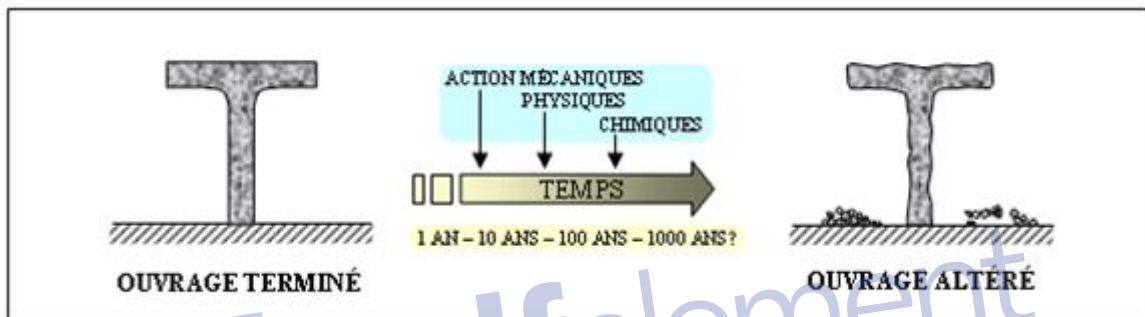 ACTION MÉCANIQUES
PHYSIQUES
CHIMIQUES
TEMPS
1 AN – 10 ANS – 100 ANS – 1000 ANS?
OUVRAGE TERMINÉ
OUVRAGE ALTÉRÉ